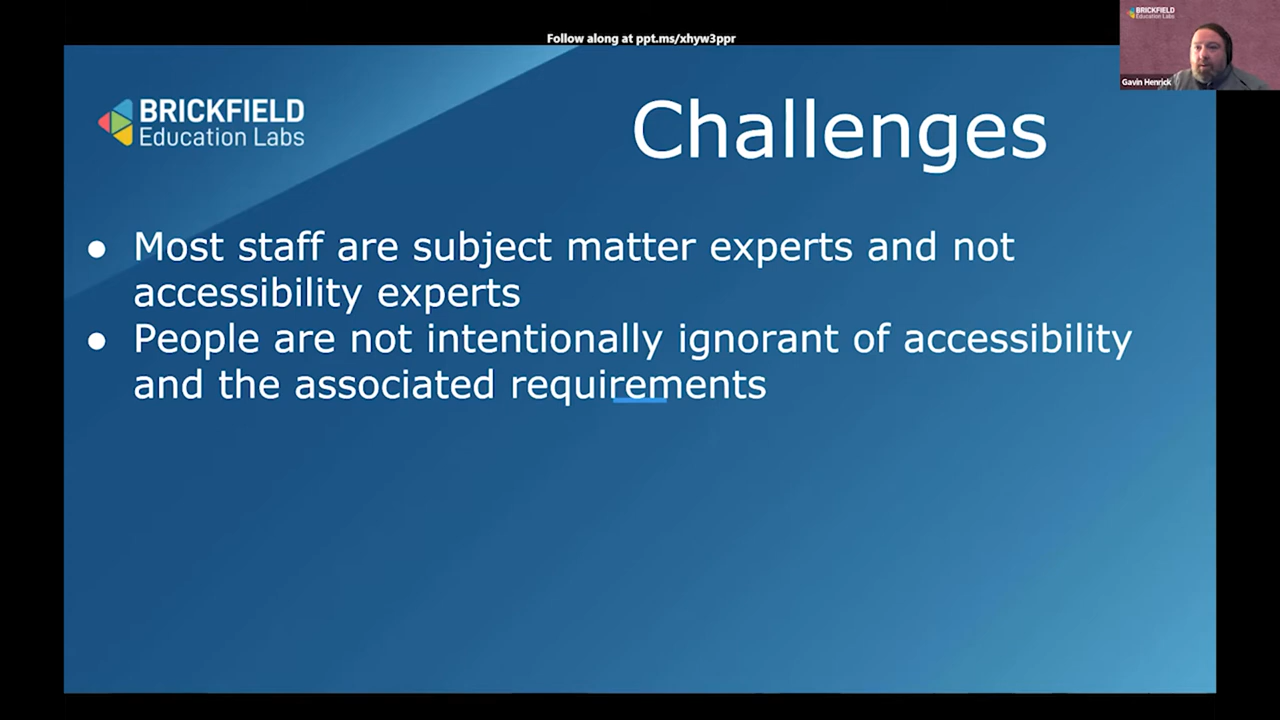 Follow along at ppt.ms/xhyw3ppr
BRICKFIELD
Education Labs
Gavin Henrick
BRICKFIELD
Education Labs
Challenges
● Most staff are subject matter experts and not
accessibility experts
● People are not intentionally ignorant of accessibility
and the associated requirements